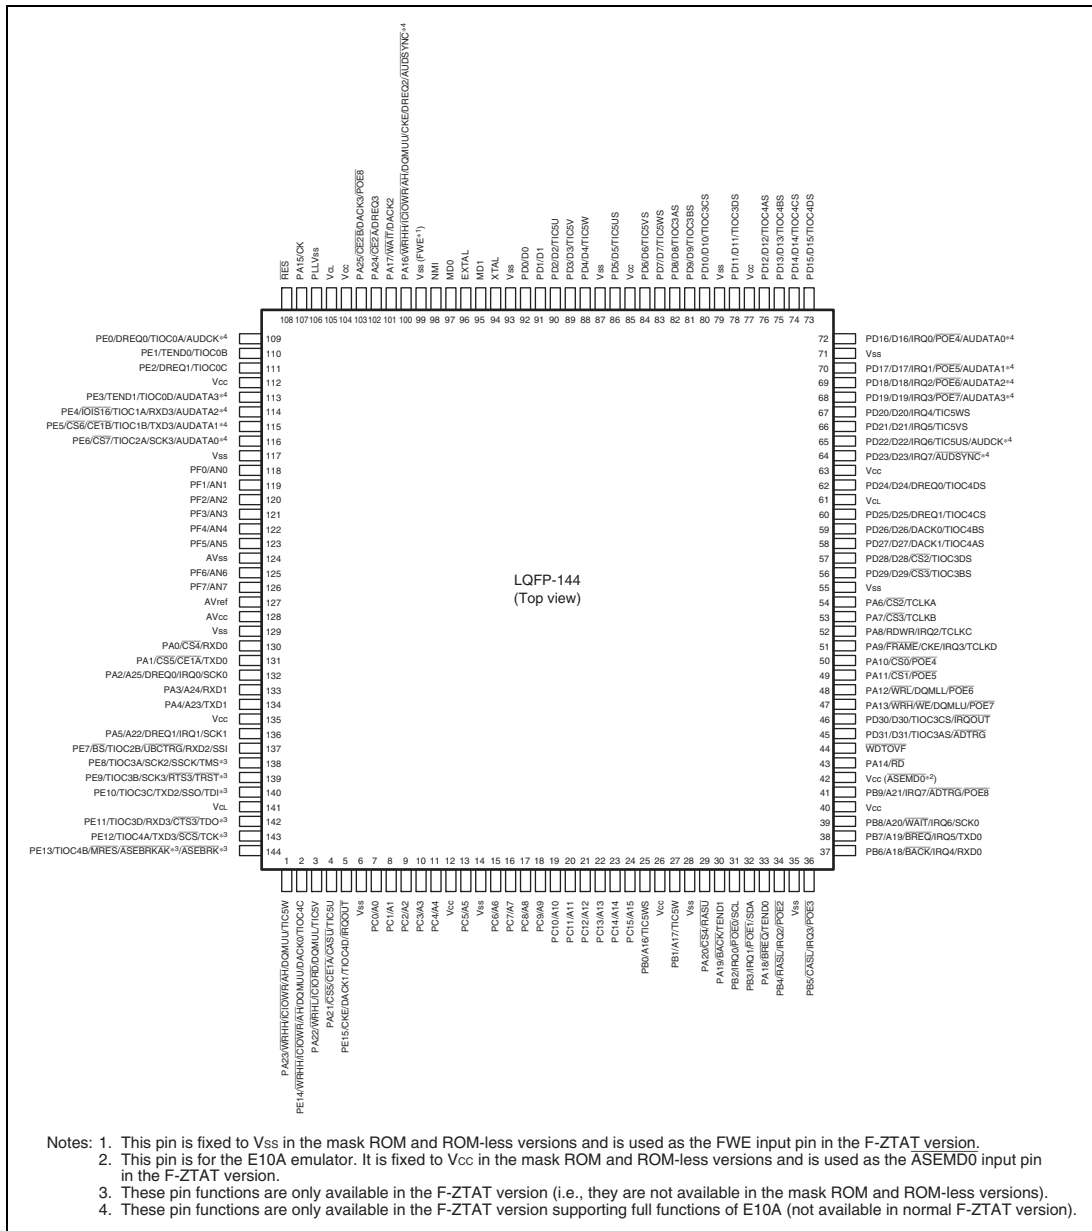 RES
PA15/CK
PLLVss
VCL
Vcc
PA25/CE2B/DACK3/POE8
PA24/CE2A/DREQ3
PA17/WAIT/DACK2
PA16/WRHH/ICIOWR/AH/DQMUU/CKE/DREQ2/AUDSYNC*4
Vss (FWE*1)
NMI
MD0
EXTAL
MD1
XTAL
Vss
PD0/D0
PD1/D1
PD2/D2/TIC5U
PD3/D3/TIC5V
PD4/D4/TIC5W
Vss
PD5/D5/TIC5US
Vcc
PD6/D6/TIC5VS
PD7/D7/TIC5WS
PD8/D8/TIOC3AS
PD9/D9/TIOC3BS
PD10/D10/TIOC3CS
Vss
PD11/D11/TIOC3DS
Vcc
PD12/D12/TIOC4AS
PD13/D13/TIOC4BS
PD14/D14/TIOC4CS
PD15/D15/TIOC4DS
108 107 106 105 104 103 102 101 100 99 98 97 96 95 94 93 92 91 90 89 88 87 86 85 84 83 82 81 80 79 78 77 76 75 74 73
PE0/DREQ0/TIOC0A/AUDCK*4 109
PE1/TEND0/TIOC0B 110
PE2/DREQ1/TIOC0C 111
Vcc 112
PE3/TEND1/TIOC0D/AUDATA3*4 113
PE4/IOIS16/TIOC1A/RXD3/AUDATA2*4 114
PE5/CS6/CE1B/TIOC1B/TXD3/AUDATA1*4 115
PE6/CS7/TIOC2A/SCK3/AUDATA0*4 116
Vss 117
PF0/AN0 118
PF1/AN1 119
PF2/AN2 120
PF3/AN3 121
PF4/AN4 122
PF5/AN5 123
AVss 124
PF6/AN6 125
PF7/AN7 126
AVref 127
AVcc 128
Vss 129
PA0/CS4/RXD0 130
PA1/CS5/CE1A/TXD0 131
PA2/A25/DREQ0/IRQ0/SCK0 132
PA3/A24/RXD1 133
PA4/A23/TXD1 134
Vcc 135
PA5/A22/DREQ1/IRQ1/SCK1 136
PE7/BS/TIOC2B/UBCTRG/RXD2/SSI 137
PE8/TIOC3A/SCK2/SSCK/TMS*3 138
PE9/TIOC3B/SCK3/RTS3/TRST*3 139
PE10/TIOC3C/TXD2/SSO/TDI*3 140
VCL 141
PE11/TIOC3D/RXD3/CTS3/TDO*3 142
PE12/TIOC4A/TXD3/SCS/TCK*3 143
PE13/TIOC4B/MRES/ASEBRKAK*3/ASEBRK*3 144
LQFP-144
(Top view)
72 PD16/D16/IRQ0/POE4/AUDATA0*4
71 Vss
70 PD17/D17/IRQ1/POE5/AUDATA1*4
69 PD18/D18/IRQ2/POE6/AUDATA2*4
68 PD19/D19/IRQ3/POE7/AUDATA3*4
67 PD20/D20/IRQ4/TIC5WS
66 PD21/D21/IRQ5/TIC5VS
65 PD22/D22/IRQ6/TIC5US/AUDCK*4
64 PD23/D23/IRQ7/AUDSYNC*4
63 Vcc
62 PD24/D24/DREQ0/TIOC4DS
61 VCL
60 PD25/D25/DREQ1/TIOC4CS
59 PD26/D26/DACK0/TIOC4BS
58 PD27/D27/DACK1/TIOC4AS
57 PD28/D28/CS2/TIOC3DS
56 PD29/D29/CS3/TIOC3BS
55 Vss
54 PA6/CS2/TCLKA
53 PA7/CS3/TCLKB
52 PA8/RDWR/IRQ2/TCLKC
51 PA9/FRAME/CKE/IRQ3/TCLKD
50 PA10/CS0/POE4
49 PA11/CS1/POE5
48 PA12/WRL/DQMLL/POE6
47 PA13/WRH/WE/DQMLU/POE7
46 PD30/D30/TIOC3CS/IRQOUT
45 PD31/D31/TIOC3AS/ADTRG
44 WDTOVF
43 PA14/RD
42 Vcc (ASEMD0*2)
41 PB9/A21/IRQ7/ADTRG/POE8
40 Vcc
39 PB8/A20/WAIT/IRQ6/SCK0
38 PB7/A19/BREQ/IRQ5/TXD0
37 PB6/A18/BACK/IRQ4/RXD0
1 2 3 4 5 6 7 8 9 10 11 12 13 14 15 16 17 18 19 20 21 22 23 24 25 26 27 28 29 30 31 32 33 34 35 36
PA23/WRHH/ICIOWR/AH/DQMUU/TIC5W
PE14/WRHH/ICIOWR/AH/DQMUU/DACK0/TIOC4C
PA22/WRHL/ICIORD/DQMUL/TIC5V
PA21/CS5/CE1A/CASU/TIC5U
PE15/CKE/DACK1/TIOC4D/IRQOUT
Vss
PC0/A0
PC1/A1
PC2/A2
PC3/A3
PC4/A4
Vcc
PC5/A5
Vss
PC6/A6
PC7/A7
PC8/A8
PC9/A9
PC10/A10
PC11/A11
PC12/A12
PC13/A13
PC14/A14
PC15/A15
PB0/A16/TIC5WS
Vcc
PB1/A17/TIC5W
Vss
PA20/CS4/RASU
PA19/BACK/TEND1
PB2/IRQ0/POE0/SCL
PB3/IRQ1/POE1/SDA
PA18/BREQ/TEND0
PB4/RASL/IRQ2/POE2
Vss
PB5/CASL/IRQ3/POE3
Notes: 1. This pin is fixed to Vss in the mask ROM and ROM-less versions and is used as the FWE input pin in the F-ZTAT version.
2. This pin is for the E10A emulator. It is fixed to Vcc in the mask ROM and ROM-less versions and is used as the ASEMD0 input pin
in the F-ZTAT version.
3. These pin functions are only available in the F-ZTAT version (i.e., they are not available in the mask ROM and ROM-less versions).
4. These pin functions are only available in the F-ZTAT version supporting full functions of E10A (not available in normal F-ZTAT version).